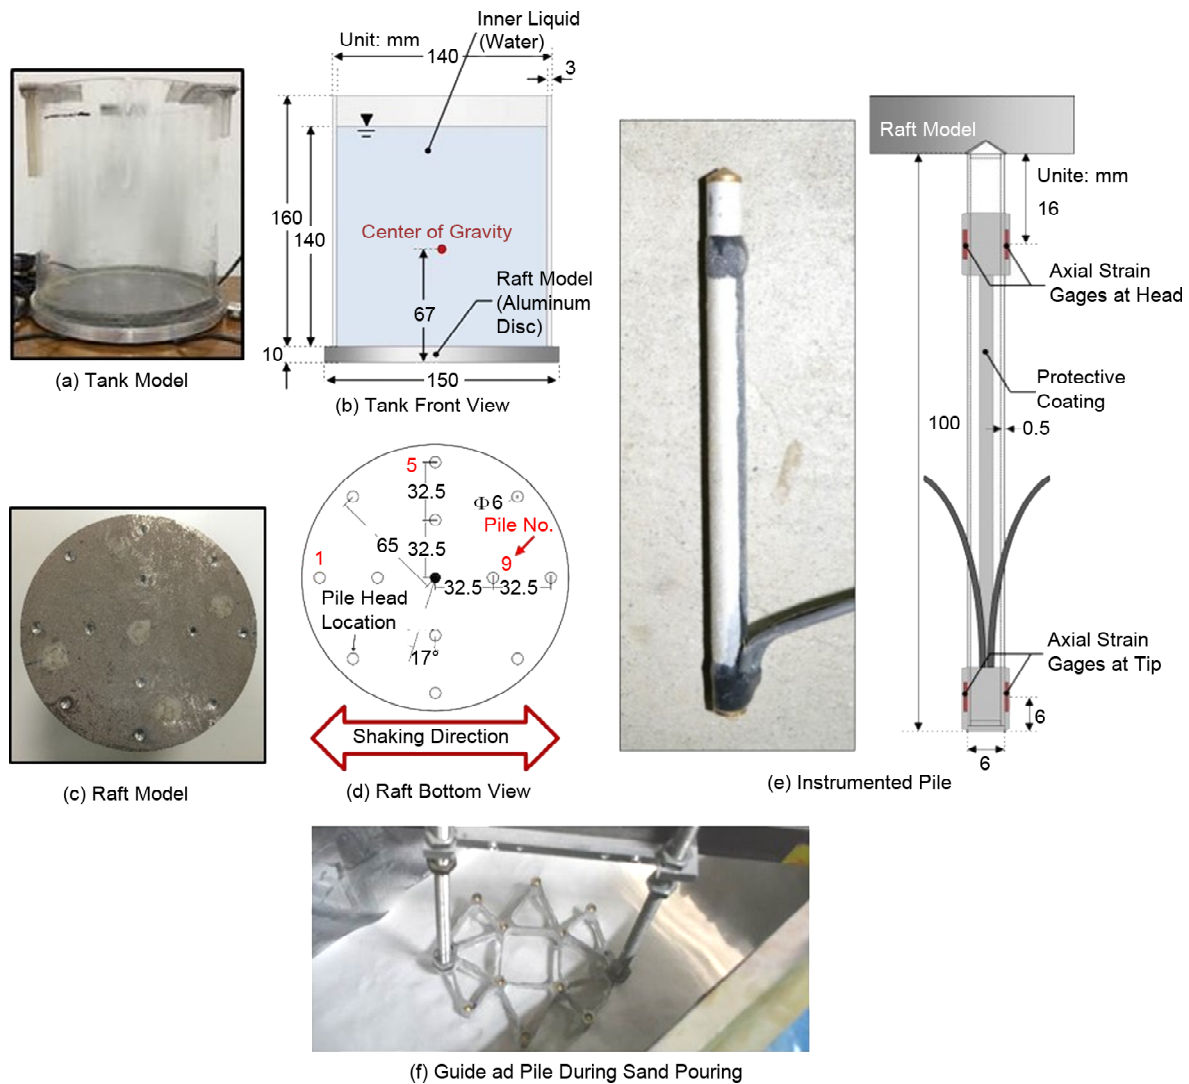 Inner Liquid
(Water)
Unit: mm
140
3
160
140
Center of Gravity
67
Raft Model
(Aluminum
Disc)
10
150
(a) Tank Model
(b) Tank Front View
5
32.5
Φ6
Pile No.
65
32.5
1
9
32.5
32.5
Pile Head
Location
17°
Shaking Direction
(c) Raft Model
(d) Raft Bottom View
Raft Model
Unite: mm
16
Axial Strain
Gages at Head
Protective
Coating
100
0.5
Axial Strain
Gages at Tip
6
6
(e) Instrumented Pile
(f) Guide ad Pile During Sand Pouring